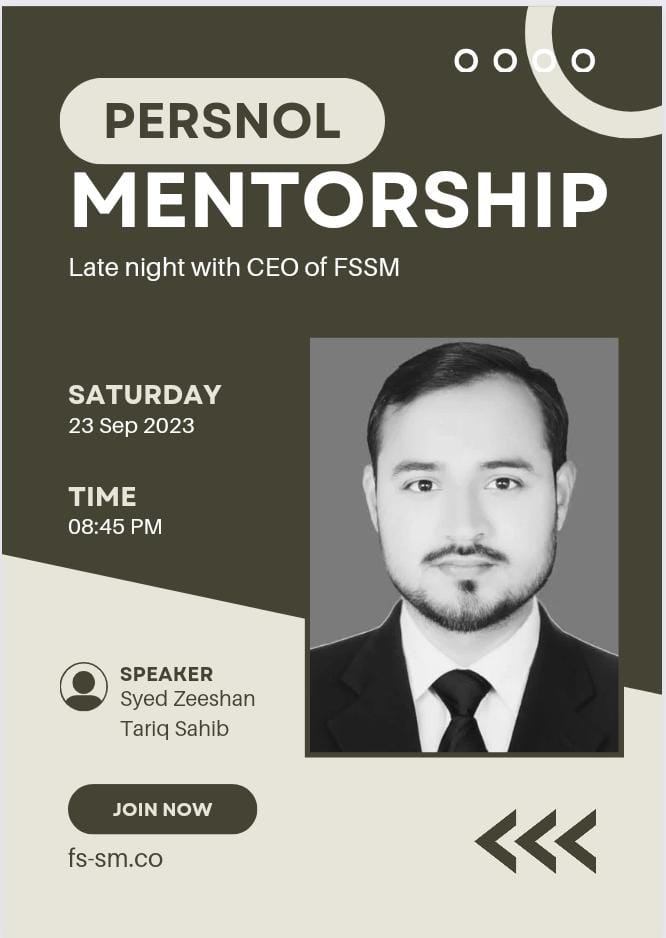 PERSNOL
MENTORSHIP
Late night with CEO of FSSM
SATURDAY
23 Sep 2023
TIME
08:45 PM
SPEAKER
Syed Zeeshan
Tariq Sahib
JOIN NOW
fs-sm.co